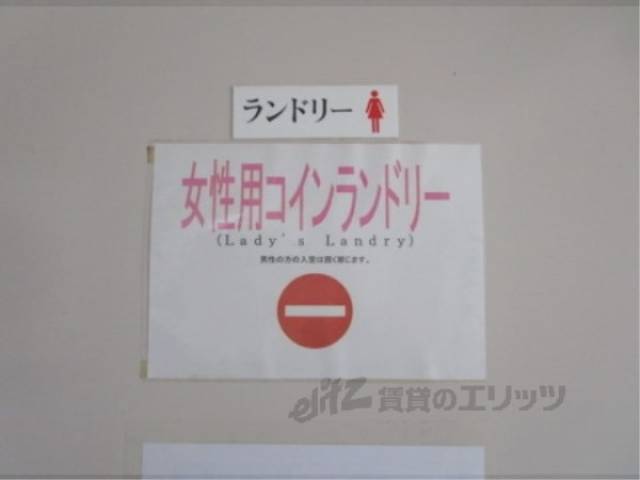 ランドリー
女性用コインランドリー
(Lady's Landry)
男性の方の入室は固く禁じます。
elitz 賃貸のエリッツ